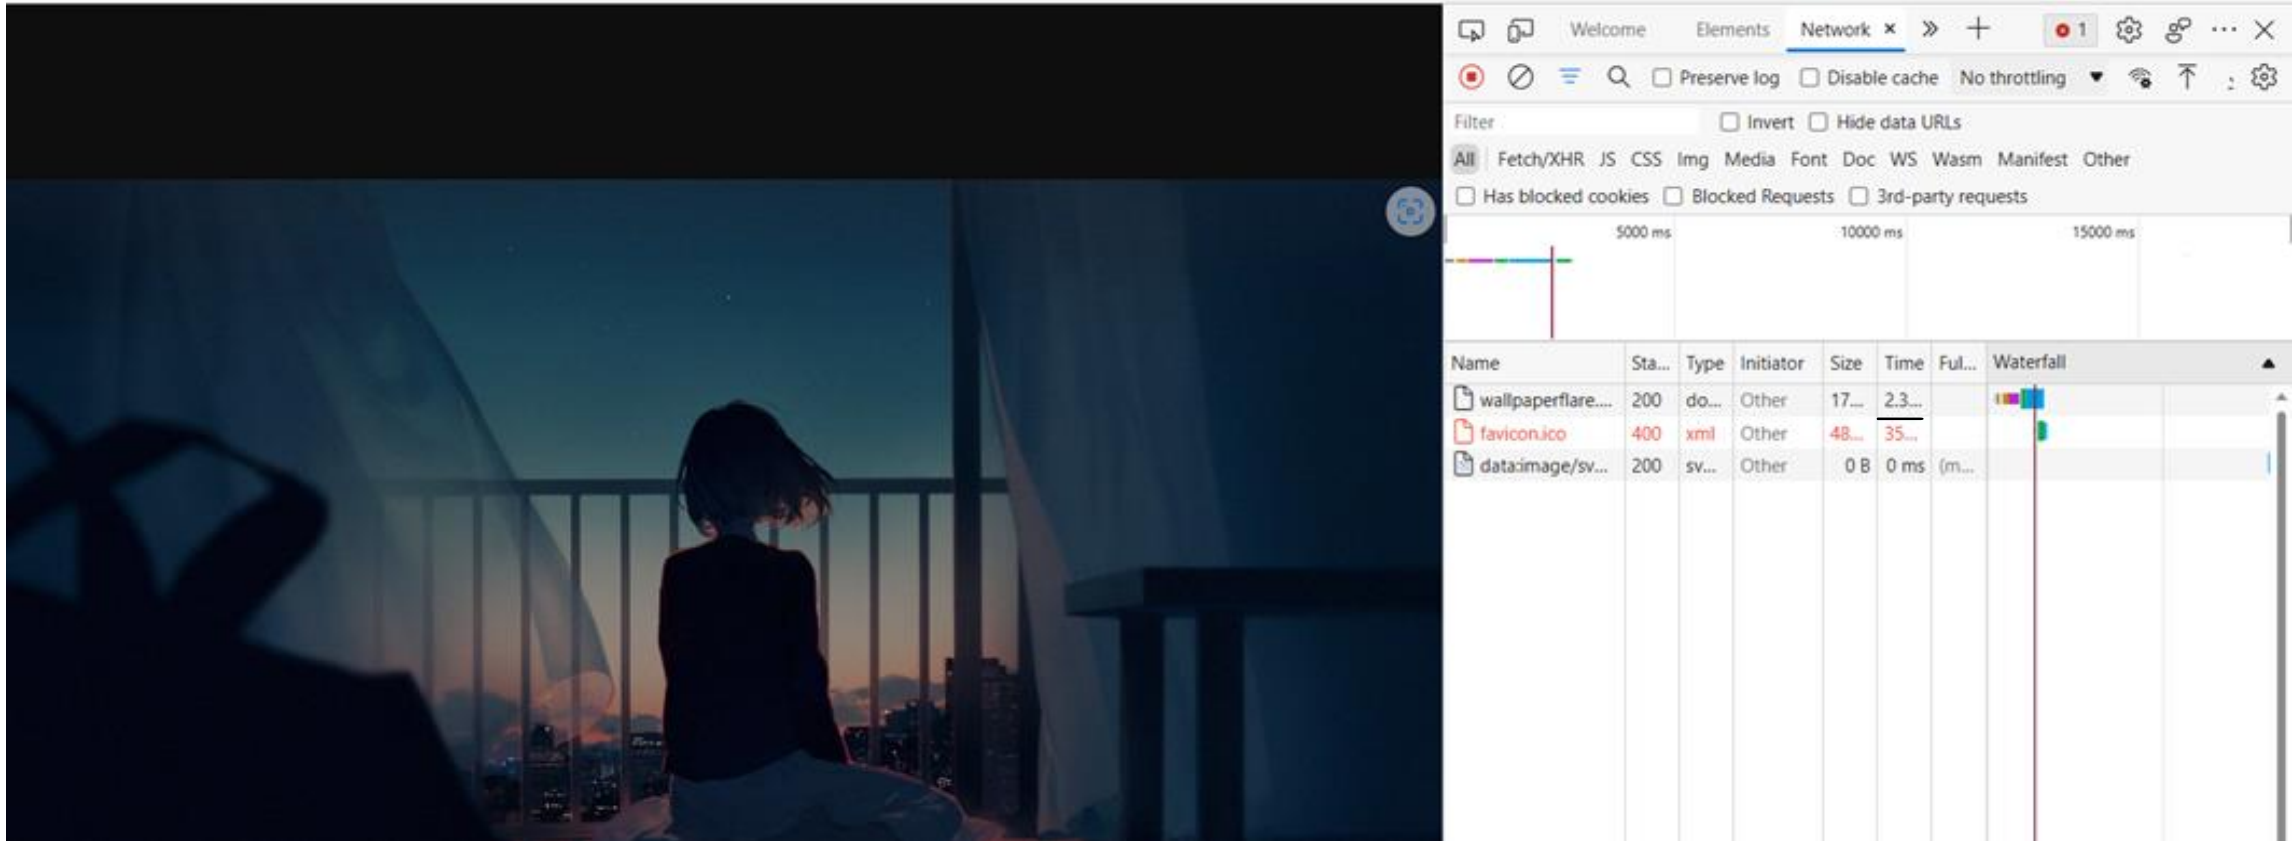 Welcome Elements Network
1
Preserve log Disable cache No throttling
Filter Invert Hide data URLs
All Fetch/XHR JS CSS Img Media Font Doc WS Wasm Manifest Other
Has blocked cookies Blocked Requests 3rd-party requests
5000 ms 10000 ms 15000 ms
Name Sta... Type Initiator Size Time Ful... Waterfall
wallpaperflare.... 200 do... Other 17... 2.3...
favicon.ico 400 xml Other 48... 35...
data:image/sv... 200 sv... Other 0 B 0 ms (m...